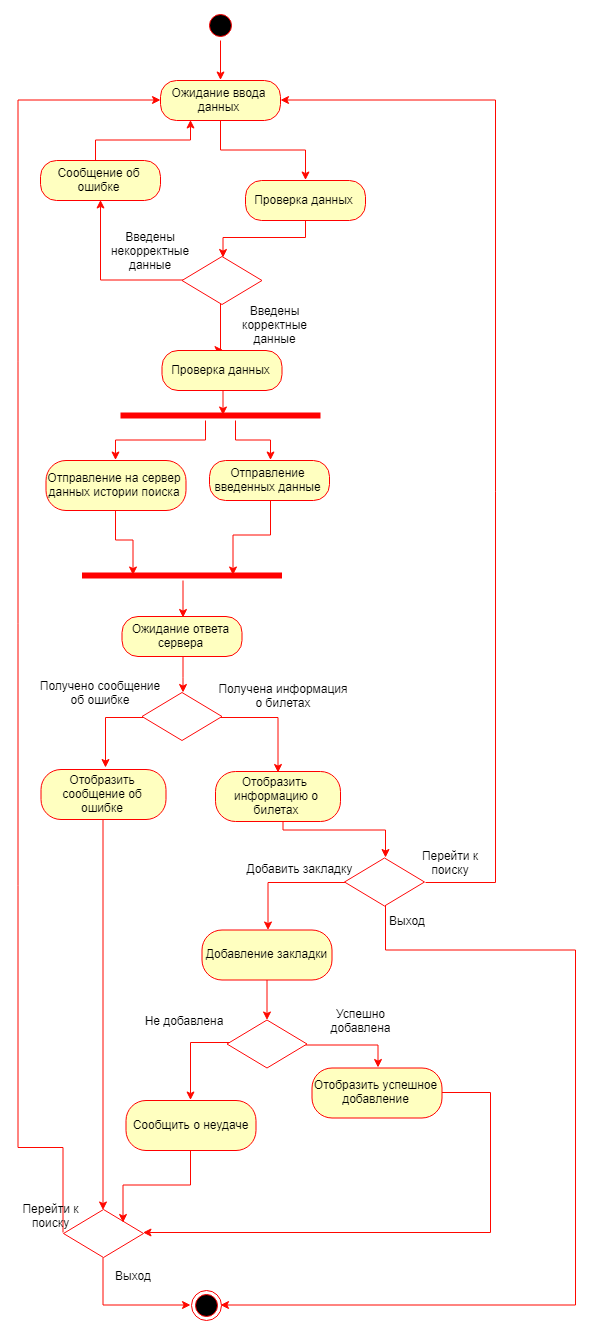 Ожидание ввода
данных
Сообщение об
ошибке
Проверка данных
Введены
некорректные
данные
Введены
корректные
данные
Проверка данных
Отправление на сервер
данных истории поиска
Отправление
введенных данные
Ожидание ответа
сервера
Получено сообщение
об ошибке
Получена информация
о билетах
Отобразить
сообщение об
ошибке
Отобразить
информацию о
билетах
Добавить закладку
Перейти к
поиску
Выход
Добавление закладки
Не добавлена
Успешно
добавлена
Отобразить успешное
добавление
Сообщить о неудаче
Перейти к
поиску
Выход